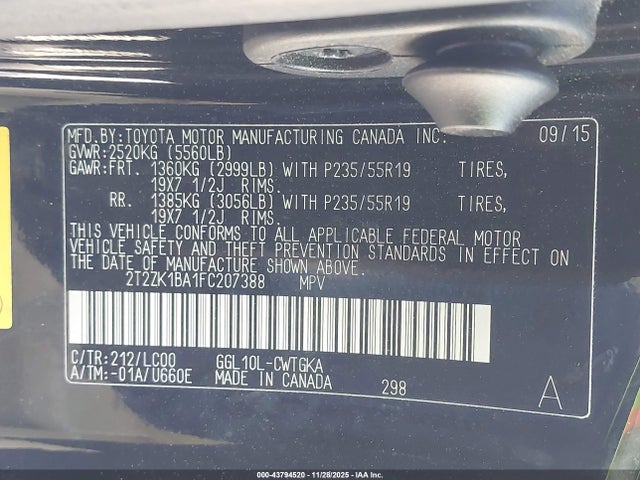 MFD.BY:TOYOTA MOTOR MANUFACTURING CANADA INC. 09/15
GVWR:2520KG (5560LB)
GAWR:FRT. 1360KG (2999LB) WITH P235/55R19 TIRES,
19X7 1/2J RIMS.
RR. 1385KG (3056LB) WITH P235/55R19 TIRES,
19X7 1/2J RIMS.
THIS VEHICLE CONFORMS TO ALL APPLICABLE FEDERAL MOTOR
VEHICLE SAFETY AND THEFT PREVENTION STANDARDS IN EFFECT ON
THE DATE OF MANUFACTURE SHOWN ABOVE.
2T2ZK1BA1FC207388 MPV
C/TR:212/LC00 GGL10L-CWTGKA
A/TM:-01A/U660E MADE IN CANADA 298 A
000-43794520 - 11/28/2025 - IAA Inc.